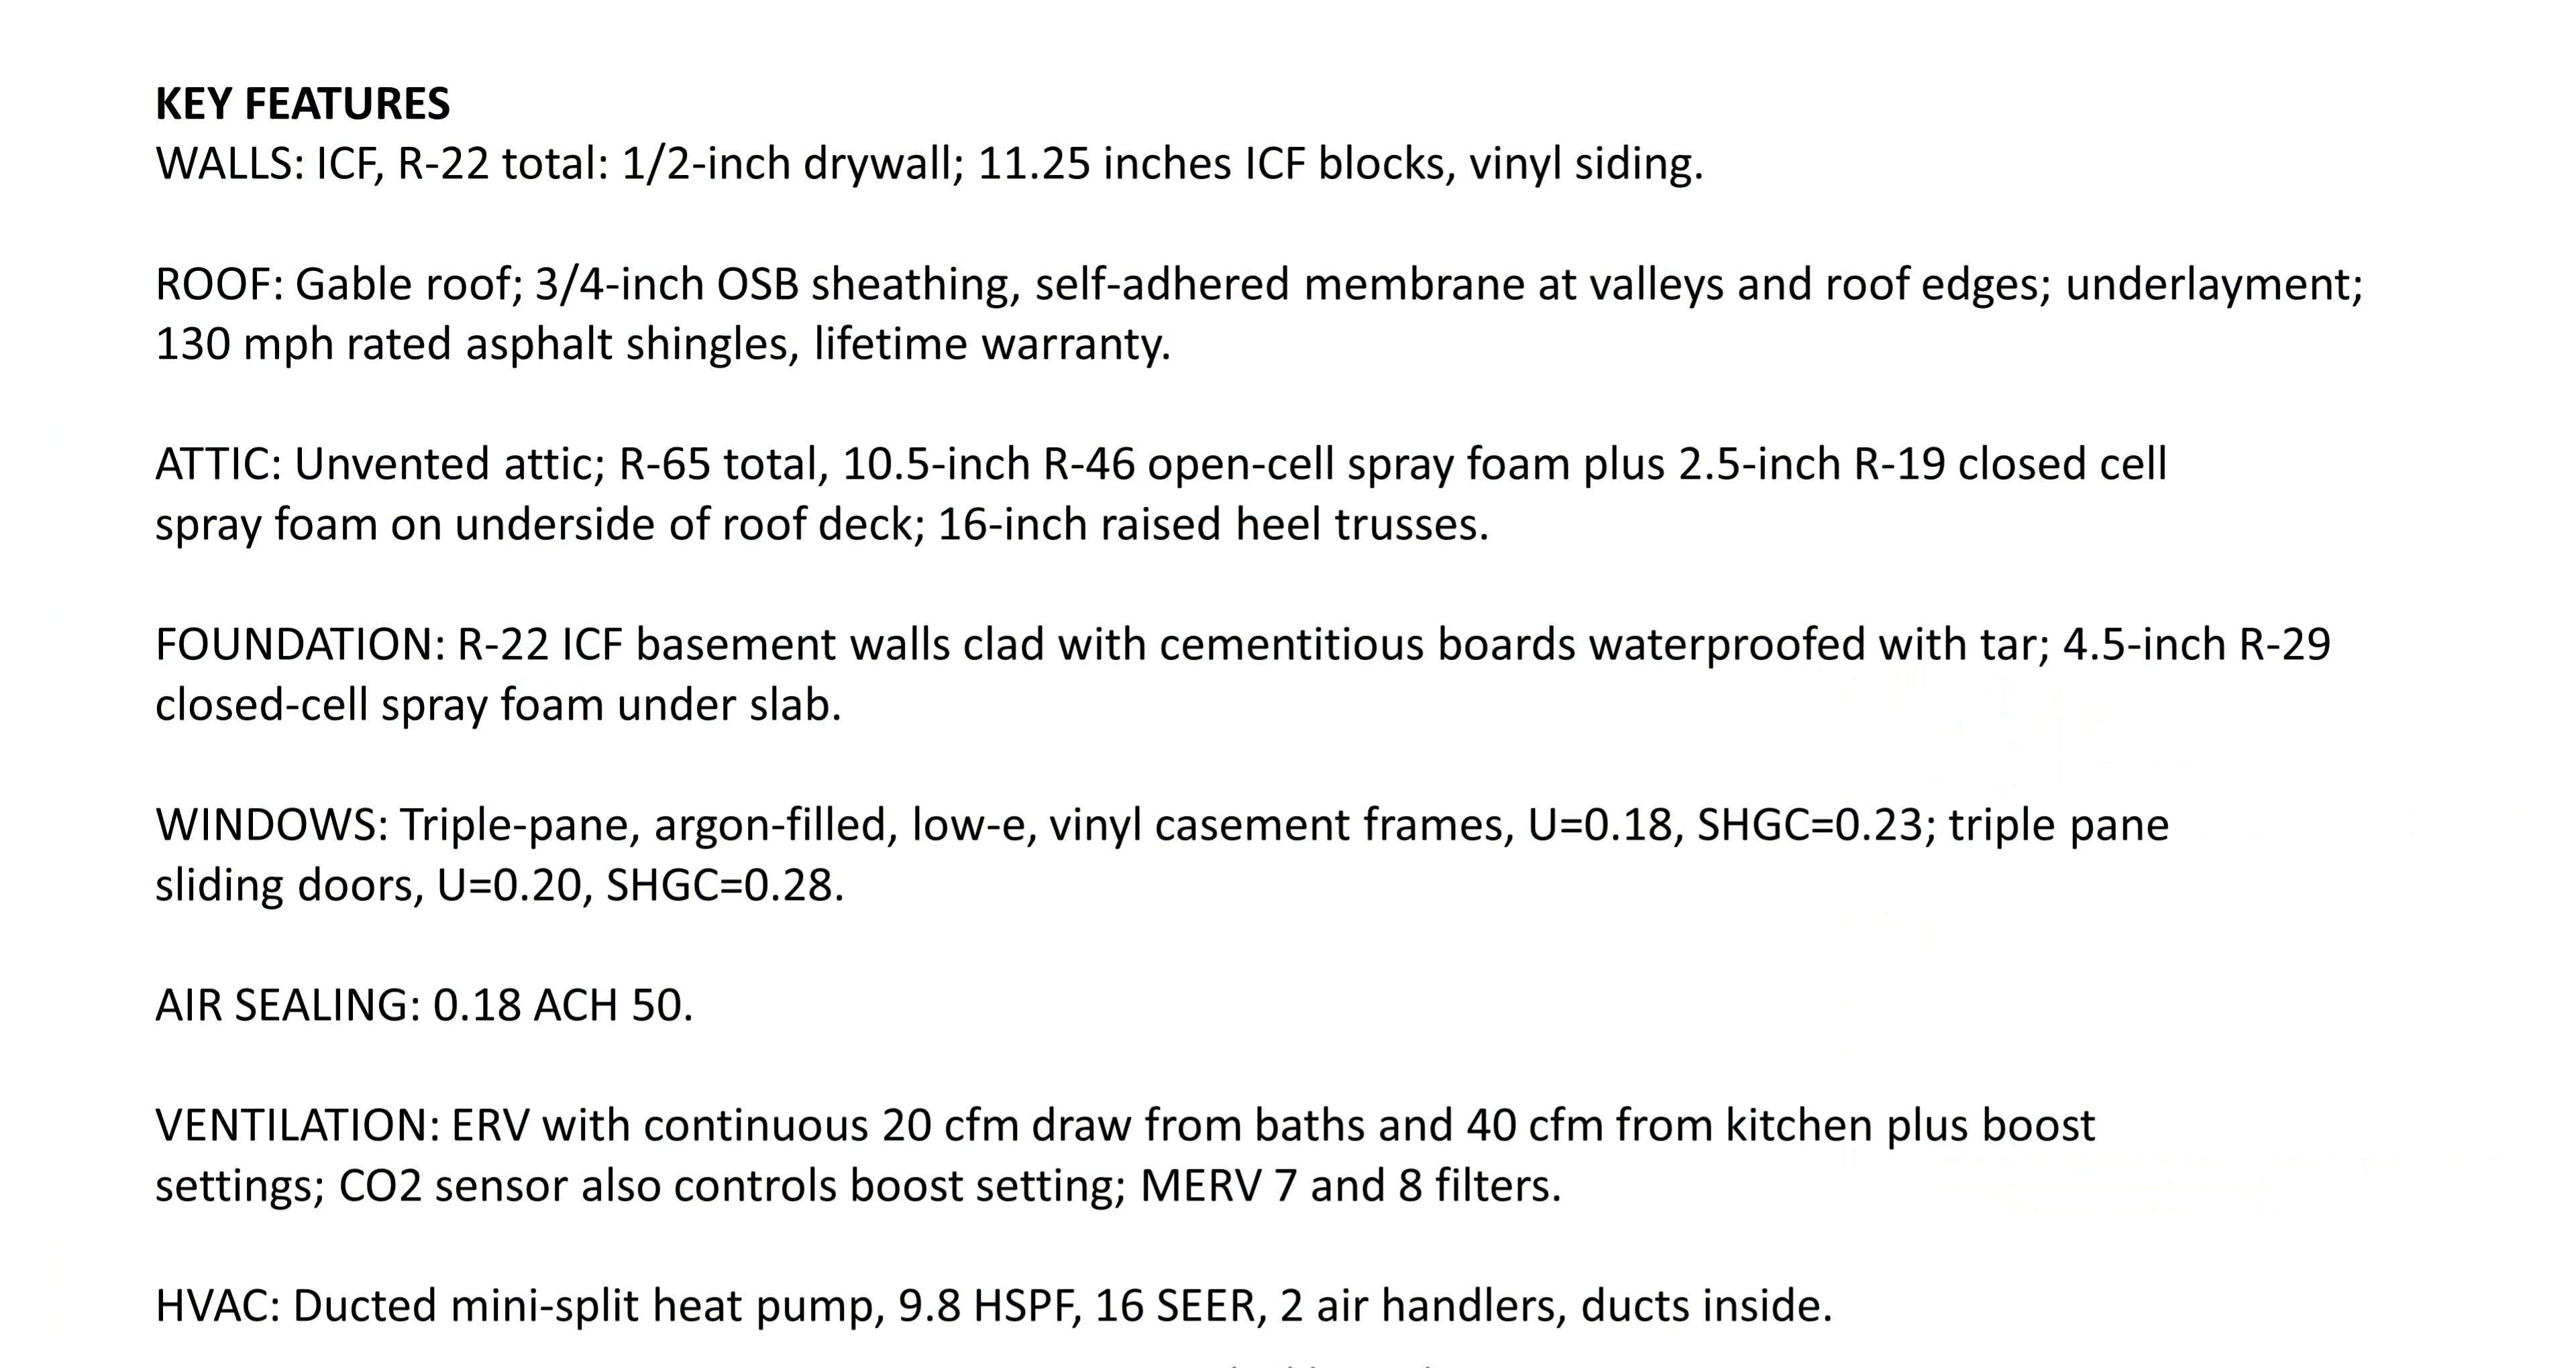 KEY FEATURES
WALLS: ICF, R-22 total: 1/2-inch drywall; 11.25 inches ICF blocks, vinyl siding.
ROOF: Gable roof; 3/4-inch OSB sheathing, self-adhered membrane at valleys and roof edges; underlayment;
130 mph rated asphalt shingles, lifetime warranty.
ATTIC: Unvented attic; R-65 total, 10.5-inch R-46 open-cell spray foam plus 2.5-inch R-19 closed cell
spray foam on underside of roof deck; 16-inch raised heel trusses.
FOUNDATION: R-22 ICF basement walls clad with cementitious boards waterproofed with tar; 4.5-inch R-29
closed-cell spray foam under slab.
WINDOWS: Triple-pane, argon-filled, low-e, vinyl casement frames, U=0.18, SHGC=0.23; triple pane
sliding doors, U=0.20, SHGC=0.28.
AIR SEALING: 0.18 ACH 50.
VENTILATION: ERV with continuous 20 cfm draw from baths and 40 cfm from kitchen plus boost
settings; CO2 sensor also controls boost setting; MERV 7 and 8 filters.
HVAC: Ducted mini-split heat pump, 9.8 HSPF, 16 SEER, 2 air handlers, ducts inside.